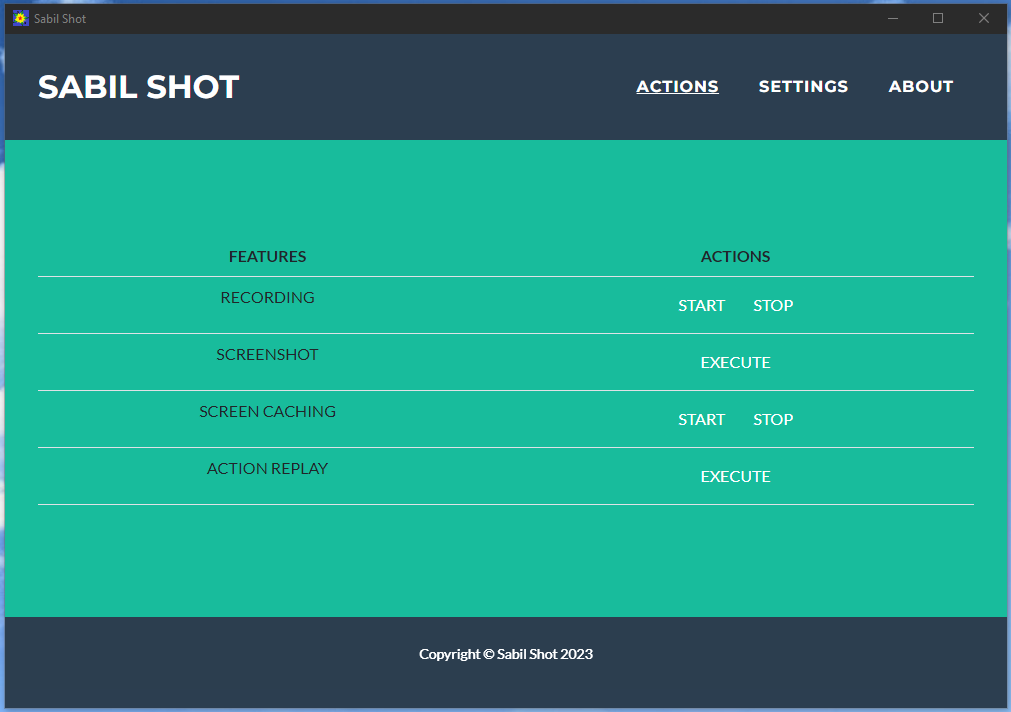 Sabil Shot
SABIL SHOT ACTIONS SETTINGS ABOUT
FEATURES ACTIONS
RECORDING START STOP
SCREENSHOT EXECUTE
SCREEN CACHING START STOP
ACTION REPLAY EXECUTE
Copyright © Sabil Shot 2023